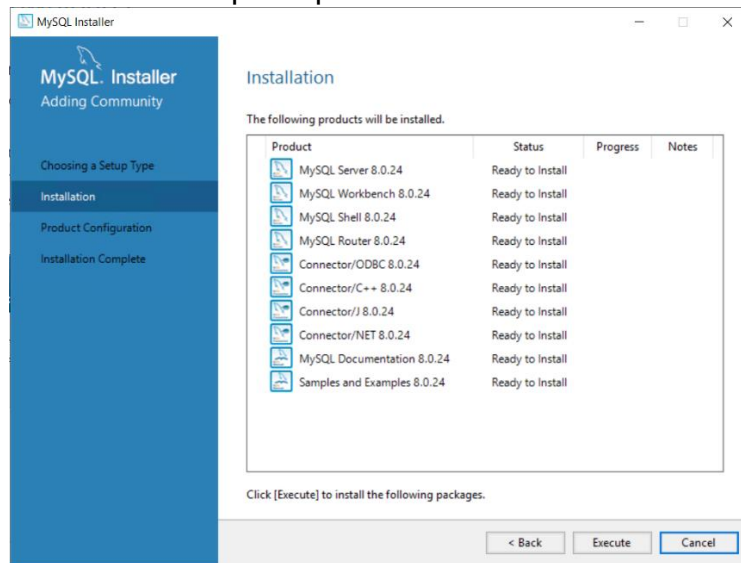 MySQL Installer
MySQL. Installer
Adding Community
Choosing a Setup Type
Installation
Product Configuration
Installation Complete
Installation
The following products will be installed.
Product Status Progress Notes
MySQL Server 8.0.24 Ready to Install
MySQL Workbench 8.0.24 Ready to Install
MySQL Shell 8.0.24 Ready to Install
MySQL Router 8.0.24 Ready to Install
Connector/ODBC 8.0.24 Ready to Install
Connector/C++ 8.0.24 Ready to Install
Connector/J 8.0.24 Ready to Install
Connector/NET 8.0.24 Ready to Install
MySQL Documentation 8.0.24 Ready to Install
Samples and Examples 8.0.24 Ready to Install
Click [Execute] to install the following packages.
< Back Execute Cancel